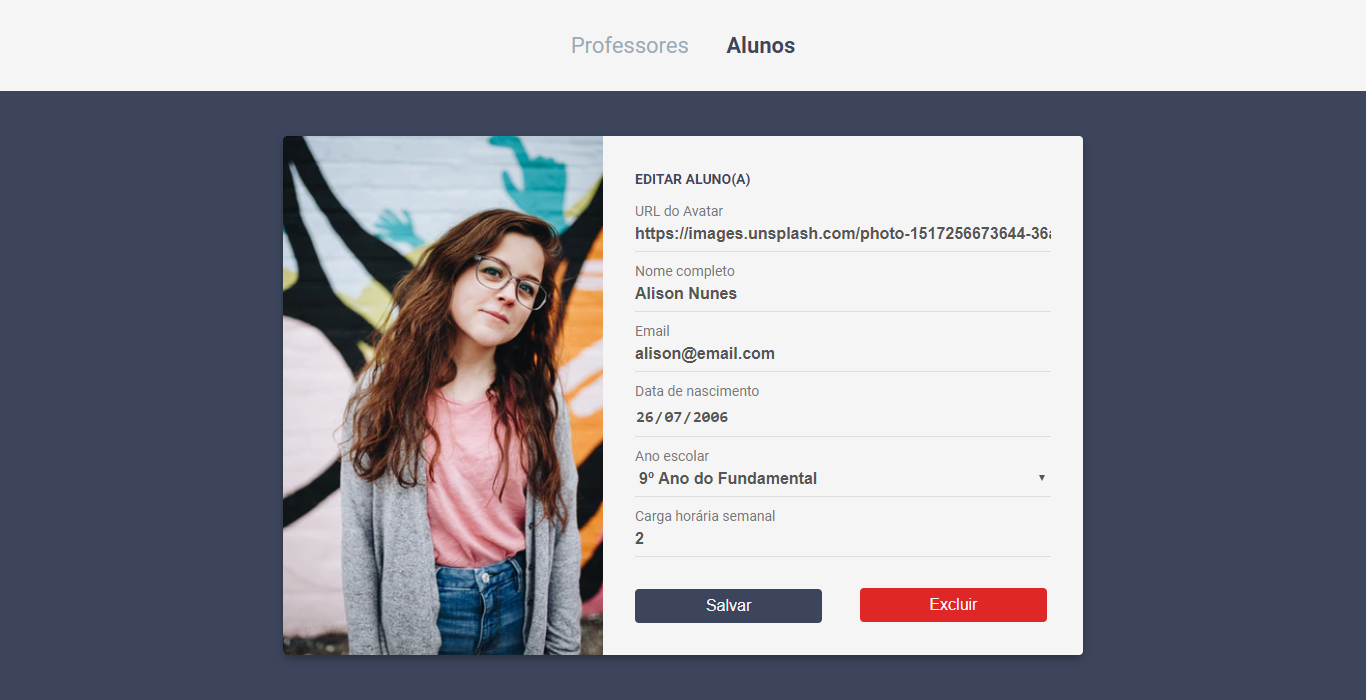 Professores Alunos
EDITAR ALUNO(A)
URL do Avatar
https://images.unsplash.com/photo-1517256673644-36a
Nome completo
Alison Nunes
Email
alison@email.com
Data de nascimento
26/07/2006
Ano escolar
9º Ano do Fundamental
Carga horária semanal
2
Salvar Excluir